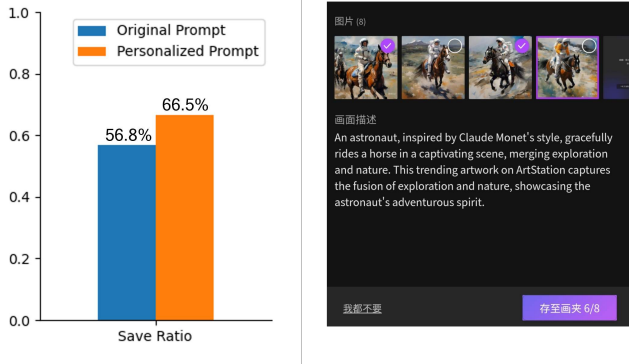 1.0
0.8
0.6
0.4
0.2
0.0
Original Prompt
Personalized Prompt
56.8%
66.5%
Save Ratio
图片 (8)
画面描述
An astronaut, inspired by Claude Monet's style, gracefully
rides a horse in a captivating scene, merging exploration
and nature. This trending artwork on ArtStation captures
the fusion of exploration and nature, showcasing the
astronaut's adventurous spirit.
我都不要
存至画夹 6/8